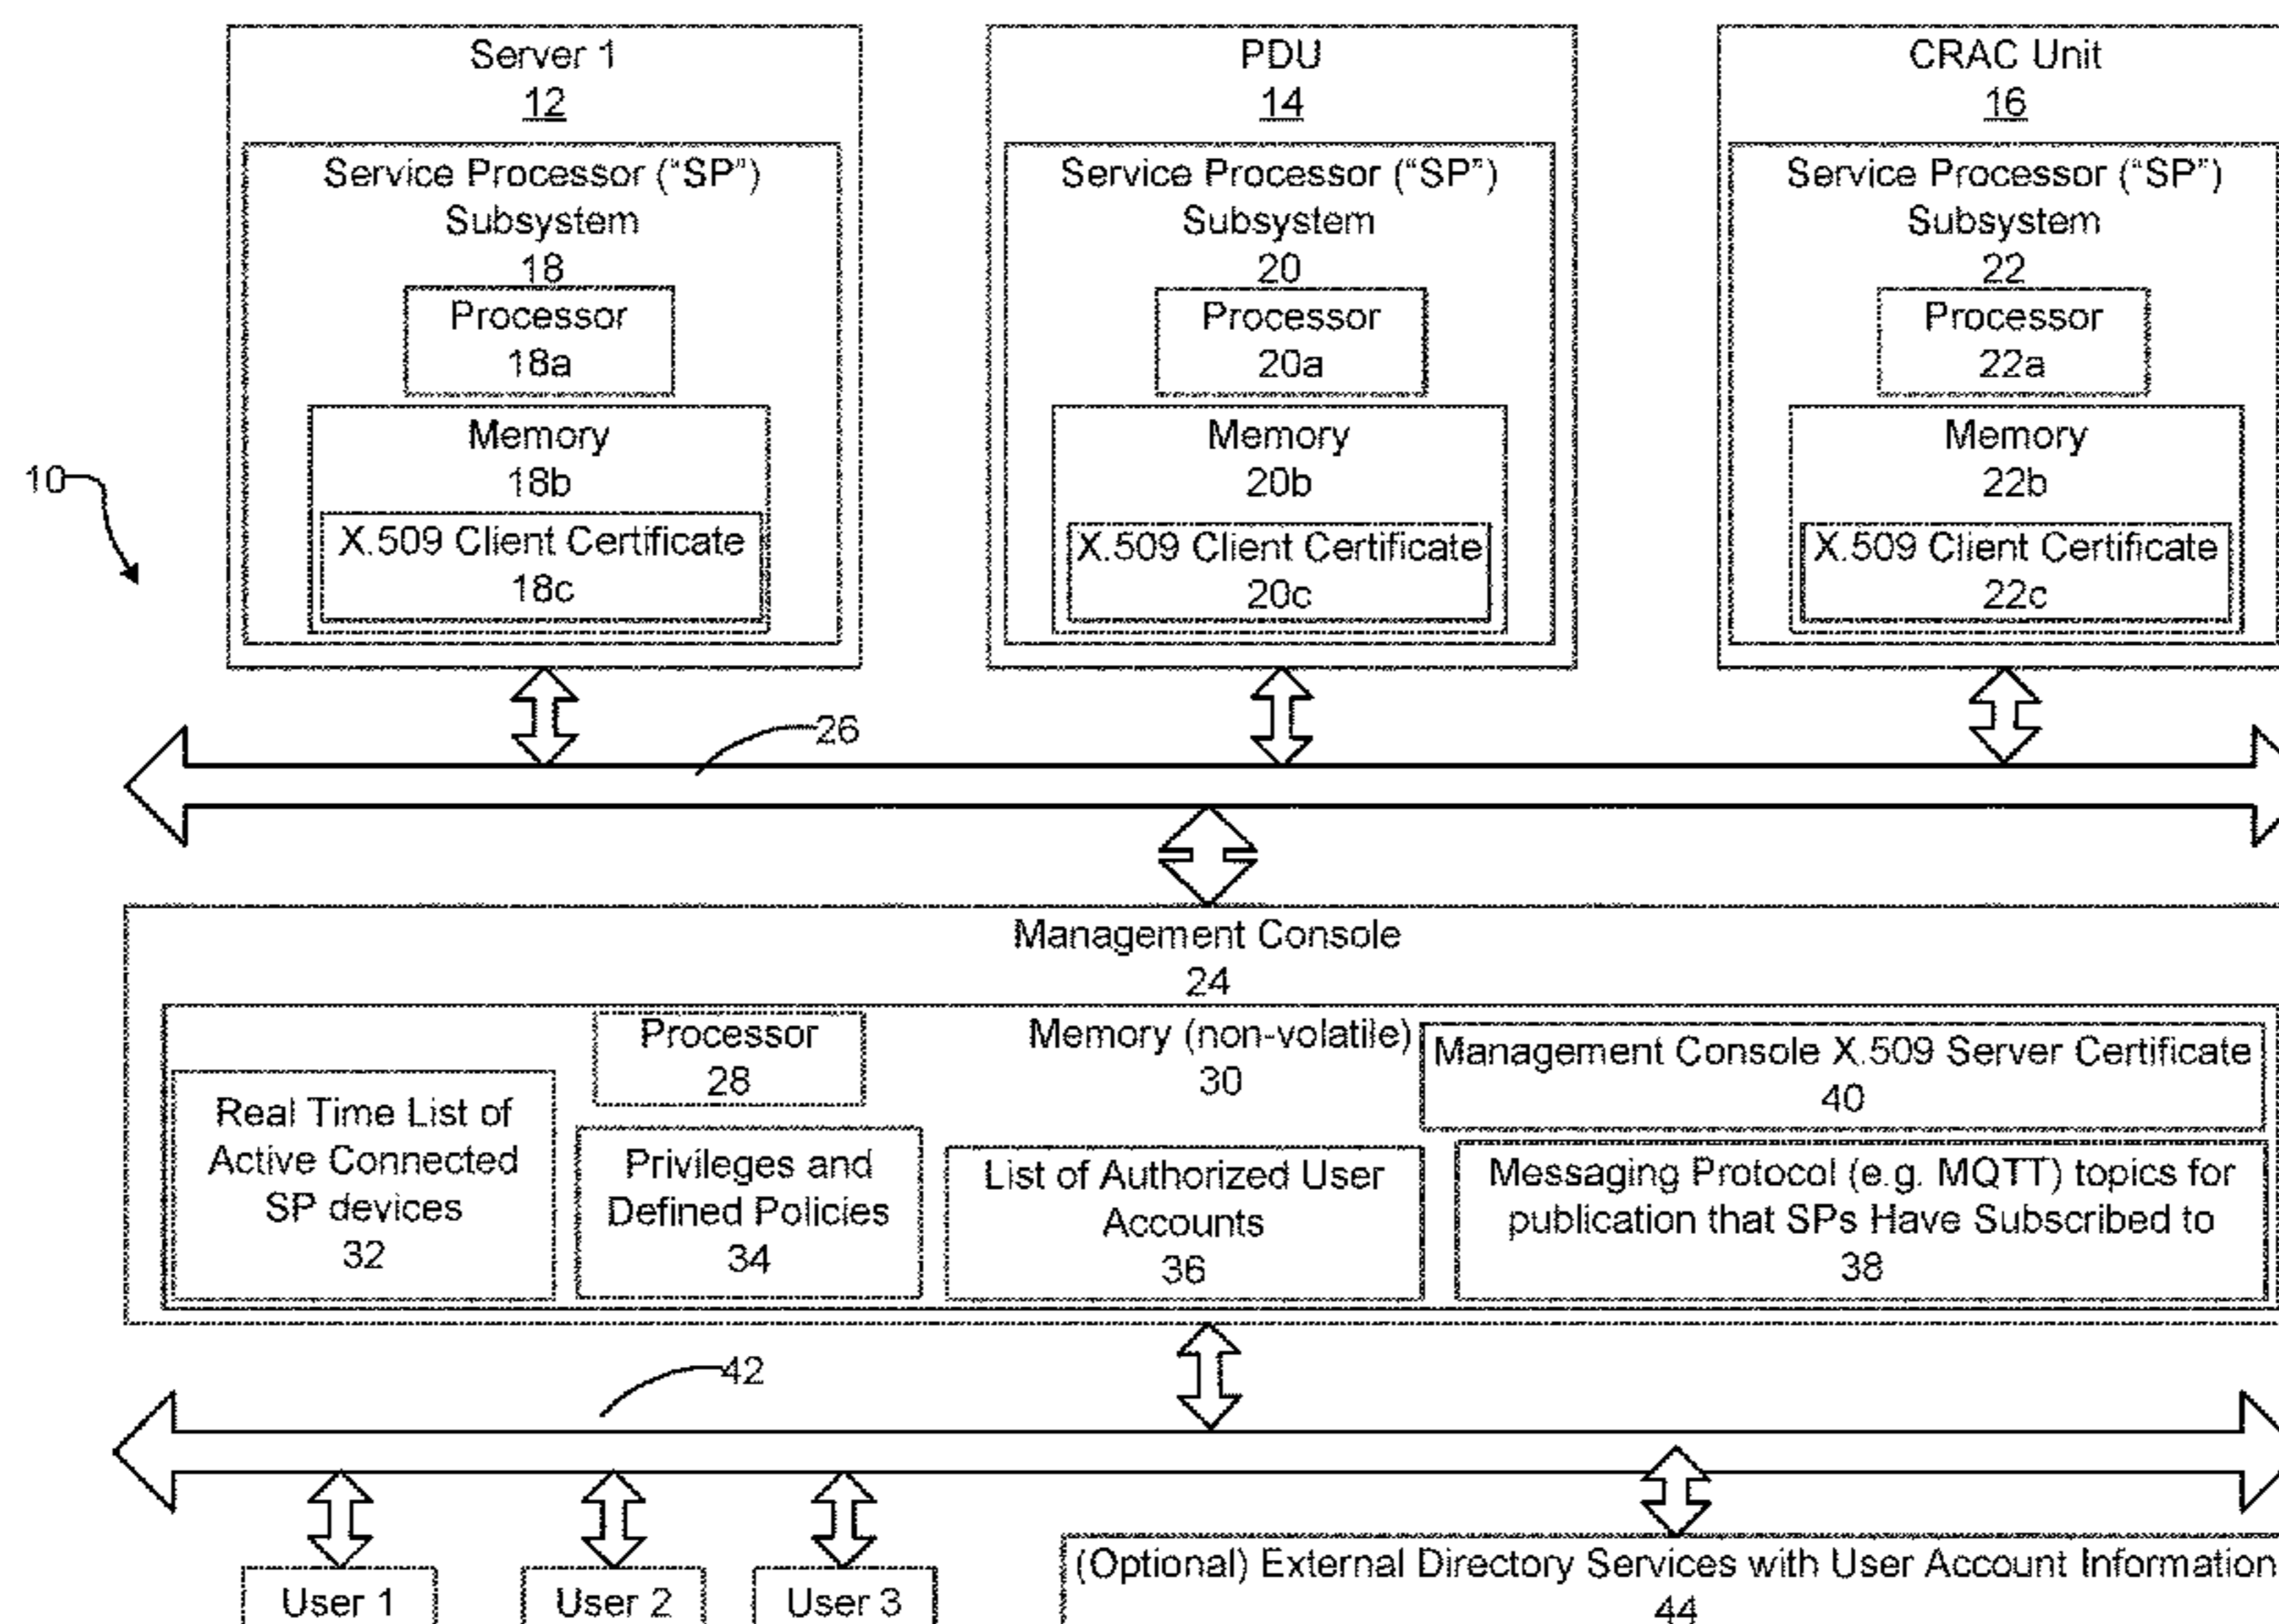 Server 1
12
Service Processor (“SP”)
Subsystem
18
Processor
18a
Memory
18b
X.509 Client Certificate
18c
PDU
14
Service Processor (“SP”)
Subsystem
20
Processor
20a
Memory
20b
X.509 Client Certificate
20c
CRAC Unit
16
Service Processor (“SP”)
Subsystem
22
Processor
22a
Memory
22b
X.509 Client Certificate
22c
10
26
Management Console
24
Processor
28
Memory (non-volatile)
30
Management Console X.509 Server Certificate
40
Real Time List of
Active Connected
SP devices
32
Privileges and
Defined Policies
34
List of Authorized User
Accounts
36
Messaging Protocol (e.g. MQTT) topics for
publication that SPs Have Subscribed to
38
42
User 1
User 2
User 3
(Optional) External Directory Services with User Account Information
44